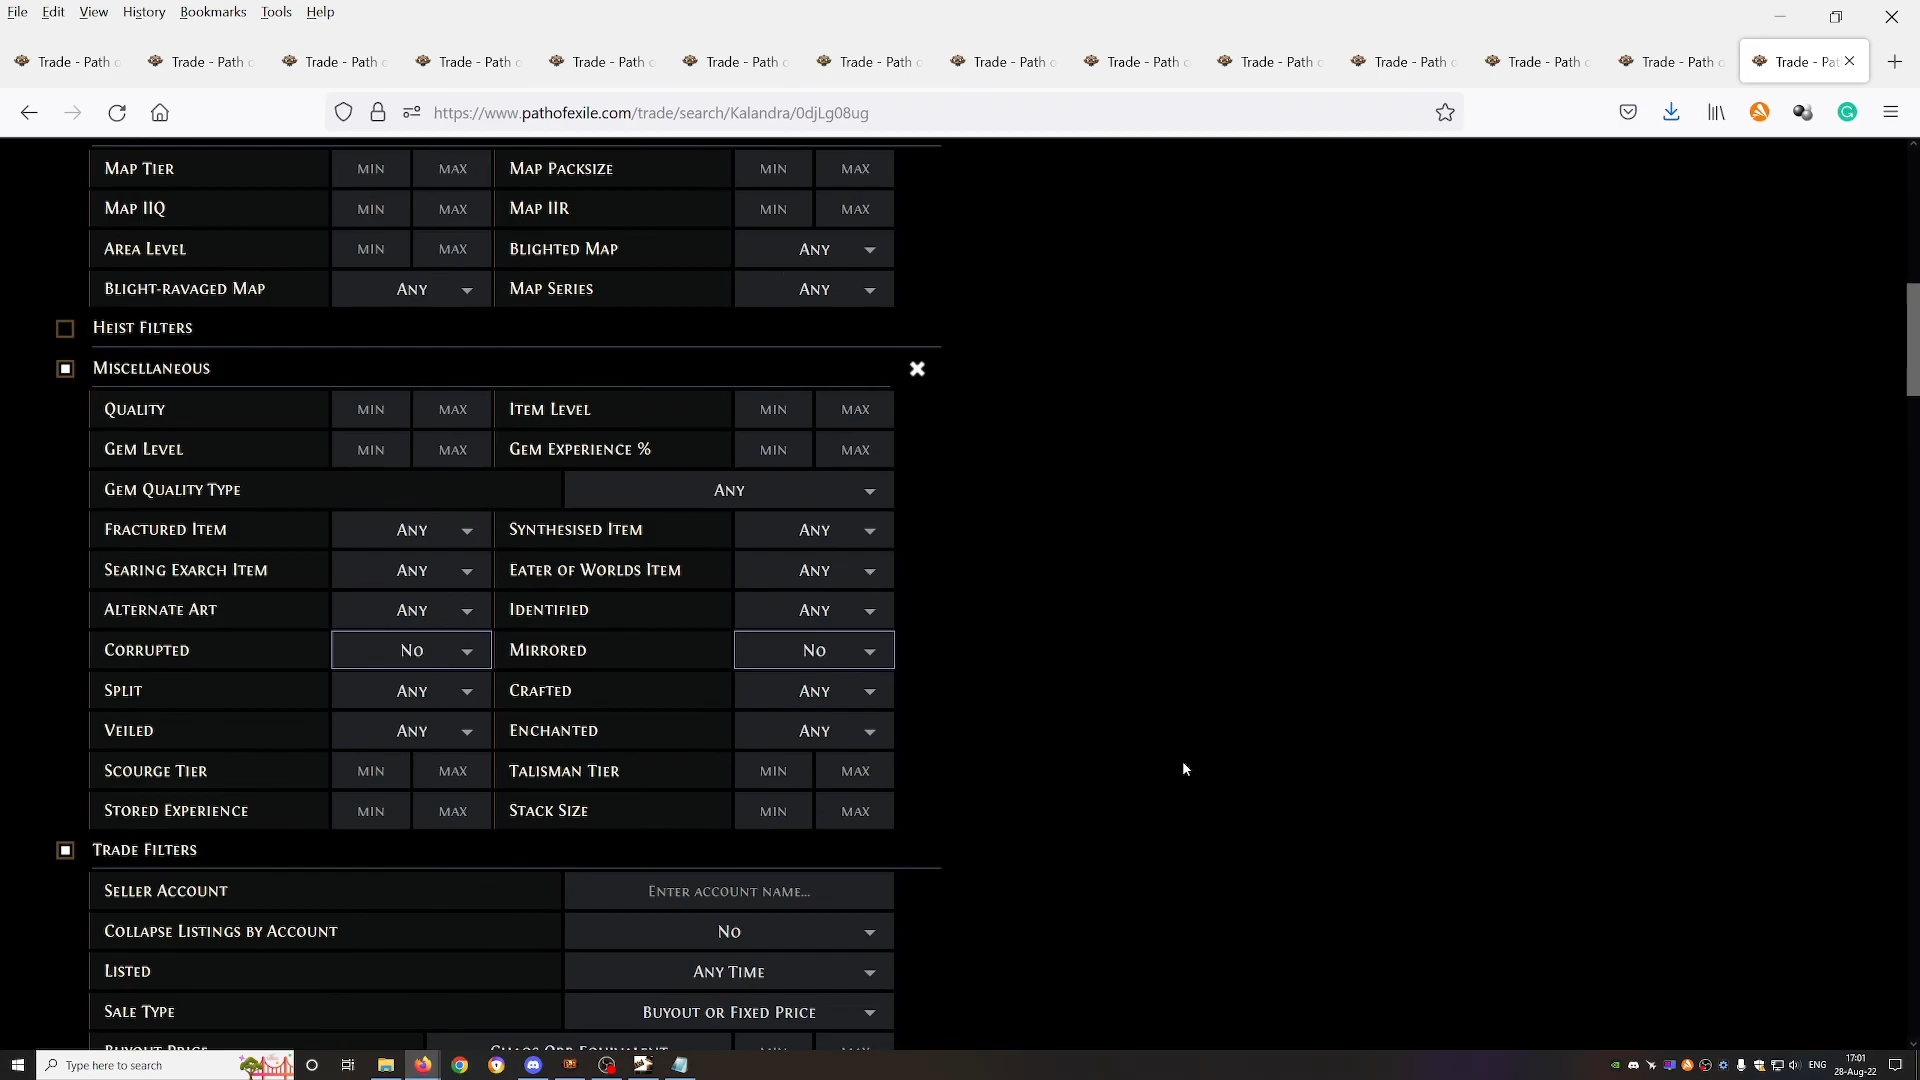 File Edit View History Bookmarks Tools Help
Trade - Path o Trade - Path o Trade - Path o Trade - Path o Trade - Path o Trade - Path o Trade - Path o Trade - Path o Trade - Path o Trade - Path o Trade - Path o Trade - Path o Trade - Path o Trade - Pat
https://www.pathofexile.com/trade/search/Kalandra/0djLg08ug
Map Tier MIN MAX Map Packsize MIN MAX
Map IIQ MIN MAX Map IIR MIN MAX
Area Level MIN MAX Blighted Map Any
Blight-ravaged Map Any Map Series Any
Heist Filters
Miscellaneous
Quality MIN MAX Item Level MIN MAX
Gem Level MIN MAX Gem Experience % MIN MAX
Gem Quality Type Any
Fractured Item Any Synthesised Item Any
Searing Exarch Item Any Eater of Worlds Item Any
Alternate Art Any Identified Any
Corrupted No Mirrored No
Split Any Crafted Any
Veiled Any Enchanted Any
Scourge Tier MIN MAX Talisman Tier MIN MAX
Stored Experience MIN MAX Stack Size MIN MAX
Trade Filters
Seller Account Enter account name...
Collapse Listings by Account No
Listed Any Time
Sale Type Buyout or Fixed Price
Buyout Price Chaos Orb Equivalent MIN MAX
Type here to search ENG 17:01
28-Aug-22